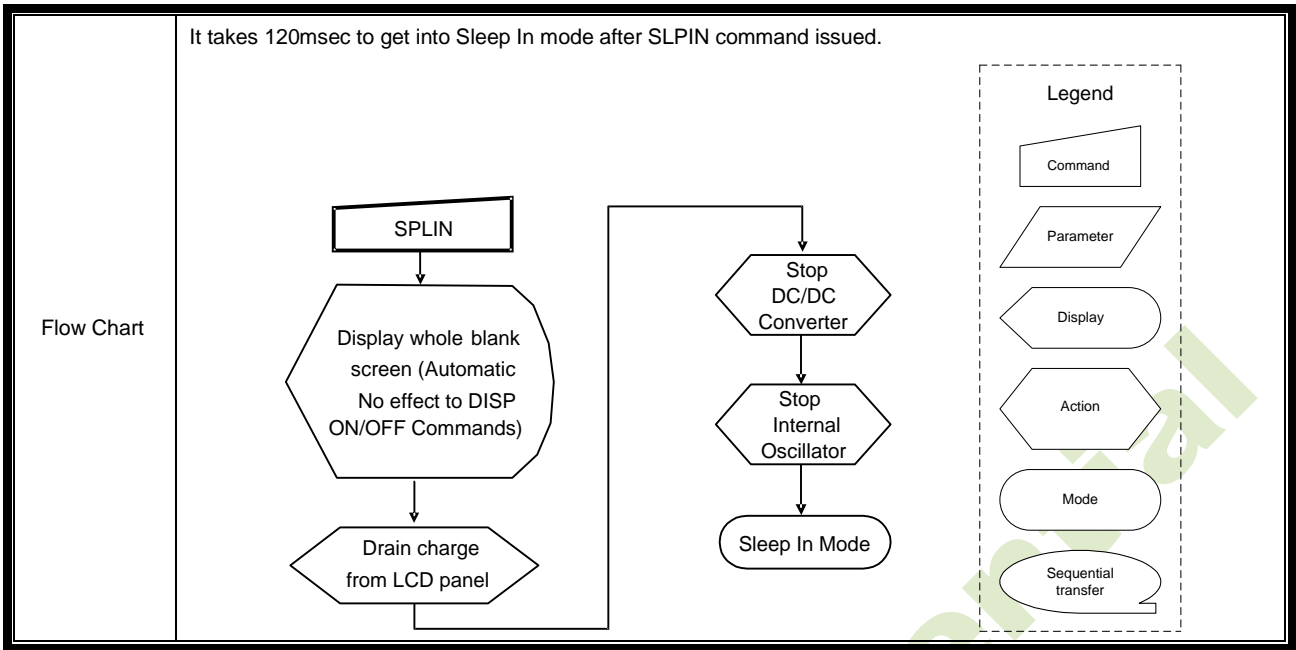 It takes 120msec to get into Sleep In mode after SLPIN command issued.
Flow Chart
SPLIN
Display whole blank
screen (Automatic
No effect to DISP
ON/OFF Commands)
Drain charge
from LCD panel
Stop
DC/DC
Converter
Stop
Internal
Oscillator
Sleep In Mode
Legend
Command
Parameter
Display
Action
Mode
Sequential
transfer